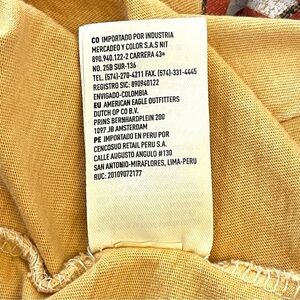 CO IMPORTADO POR INDUSTRIA
MERCADEO Y COLOR S.A.S NIT
890.940.122-2 CARRERA 43ª
NO. 25B SUR-136
TEL: (574)-270-4211 FAX. (574)-331-4445
REGISTRO SIC: 890940122
ENVIGADO-COLOMBIA
EU AMERICAN EAGLE OUTFITTERS
DUTCH OP CO B.V.
PRINS BERNHARDPLEIN 200
1097 JB AMSTERDAM
PE IMPORTADO EN PERU POR
CENCOSUD RETAIL PERU S.A.
CALLE AUGUSTO ANGULO #130
SAN ANTONIO-MIRAFLORES, LIMA-PERU
RUC: 20109072177